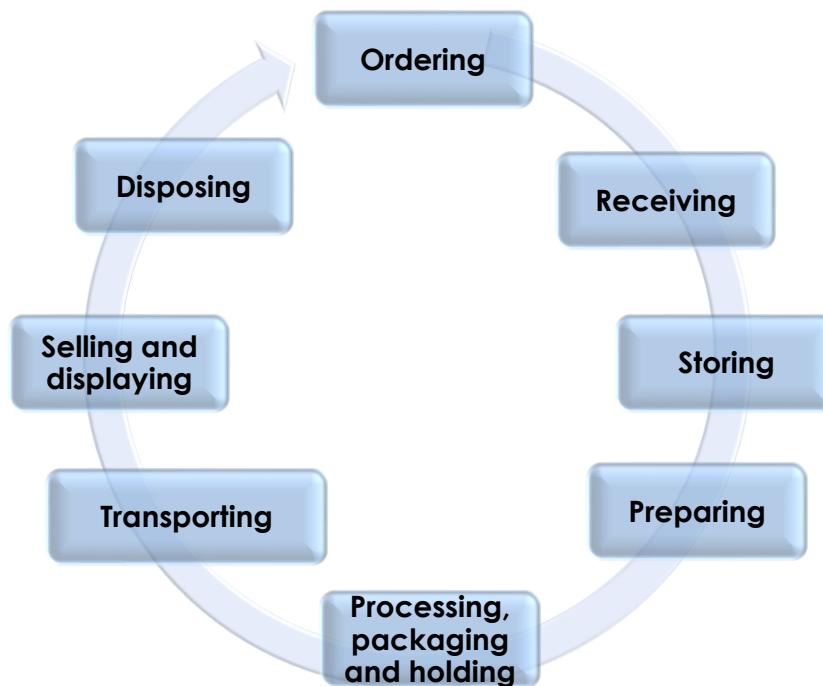 Ordering
Receiving
Storing
Preparing
Processing,
packaging
and holding
Transporting
Selling and
displaying
Disposing